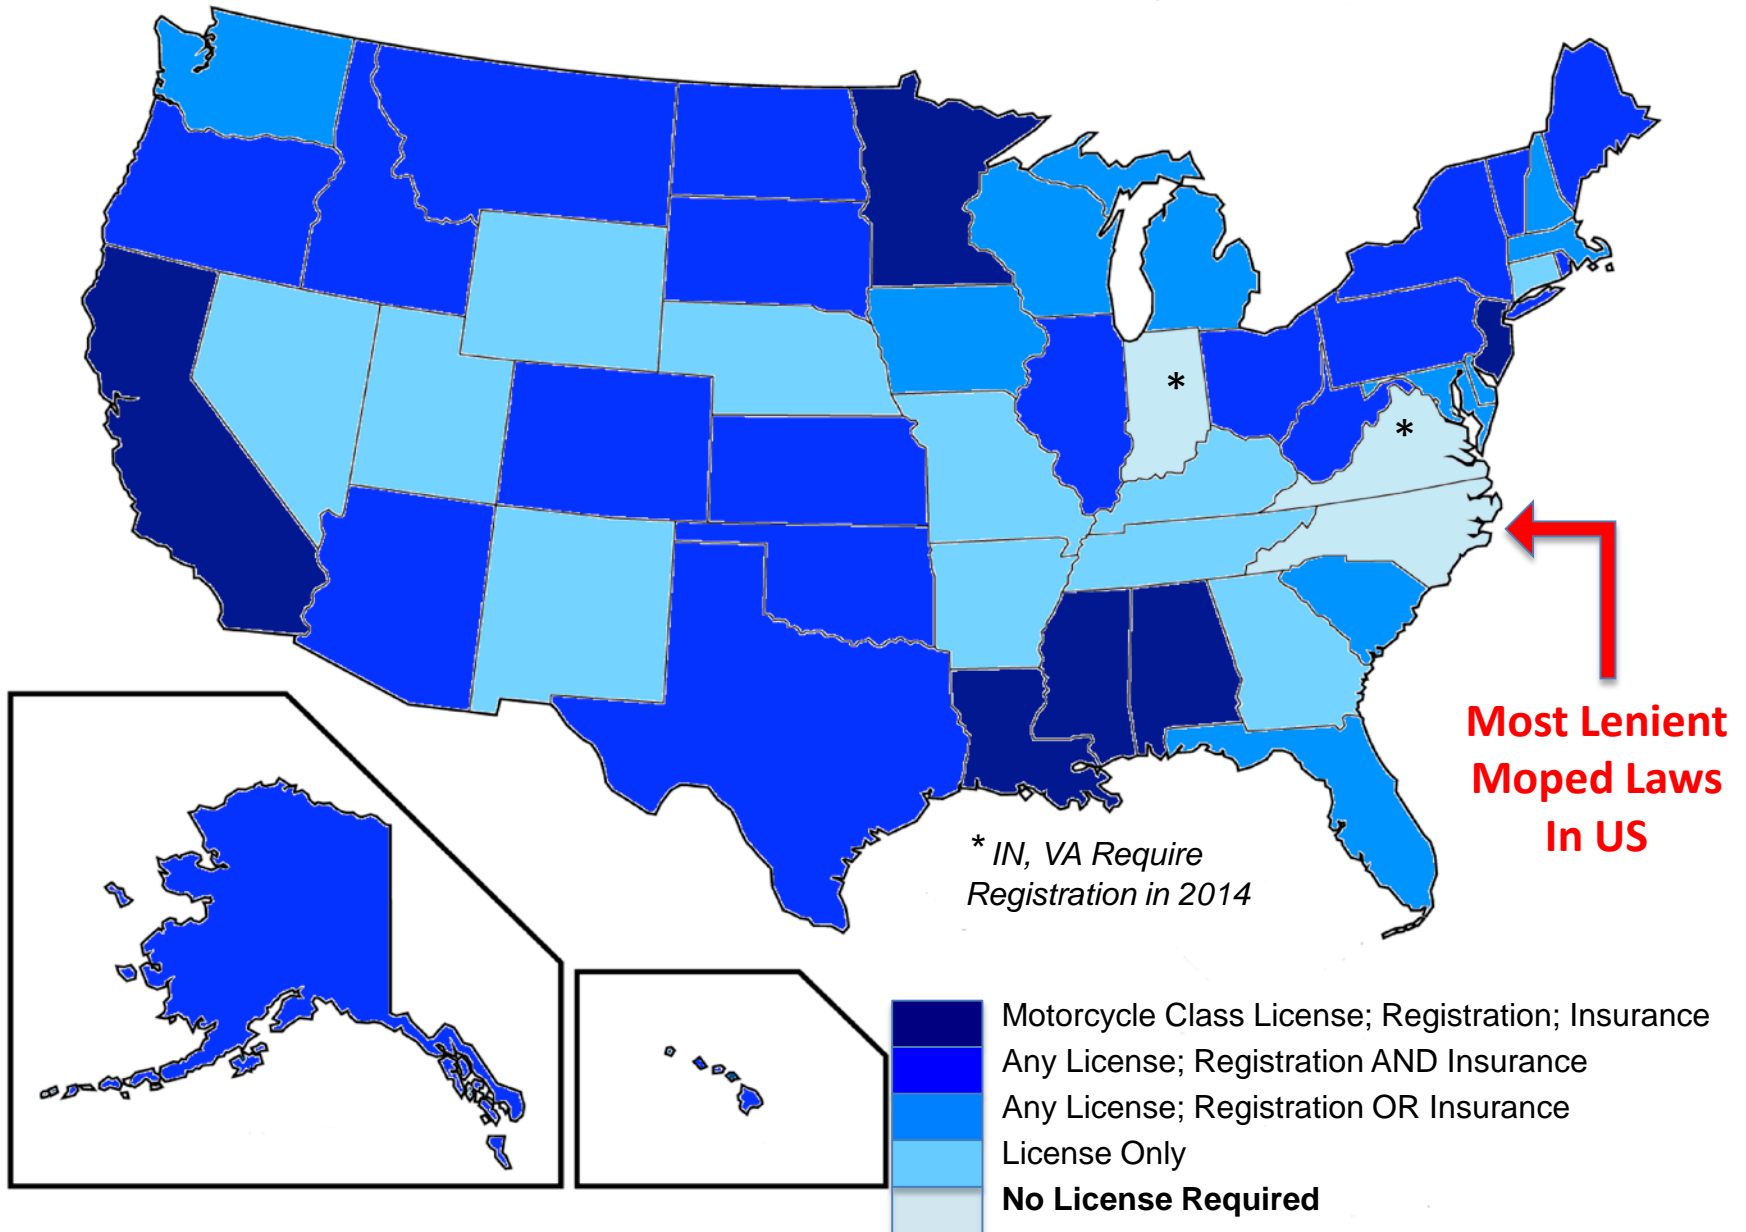 *
*
Most Lenient
Moped Laws
In US
* IN, VA Require
Registration in 2014
Motorcycle Class License; Registration; Insurance
Any License; Registration AND Insurance
Any License; Registration OR Insurance
License Only
No License Required